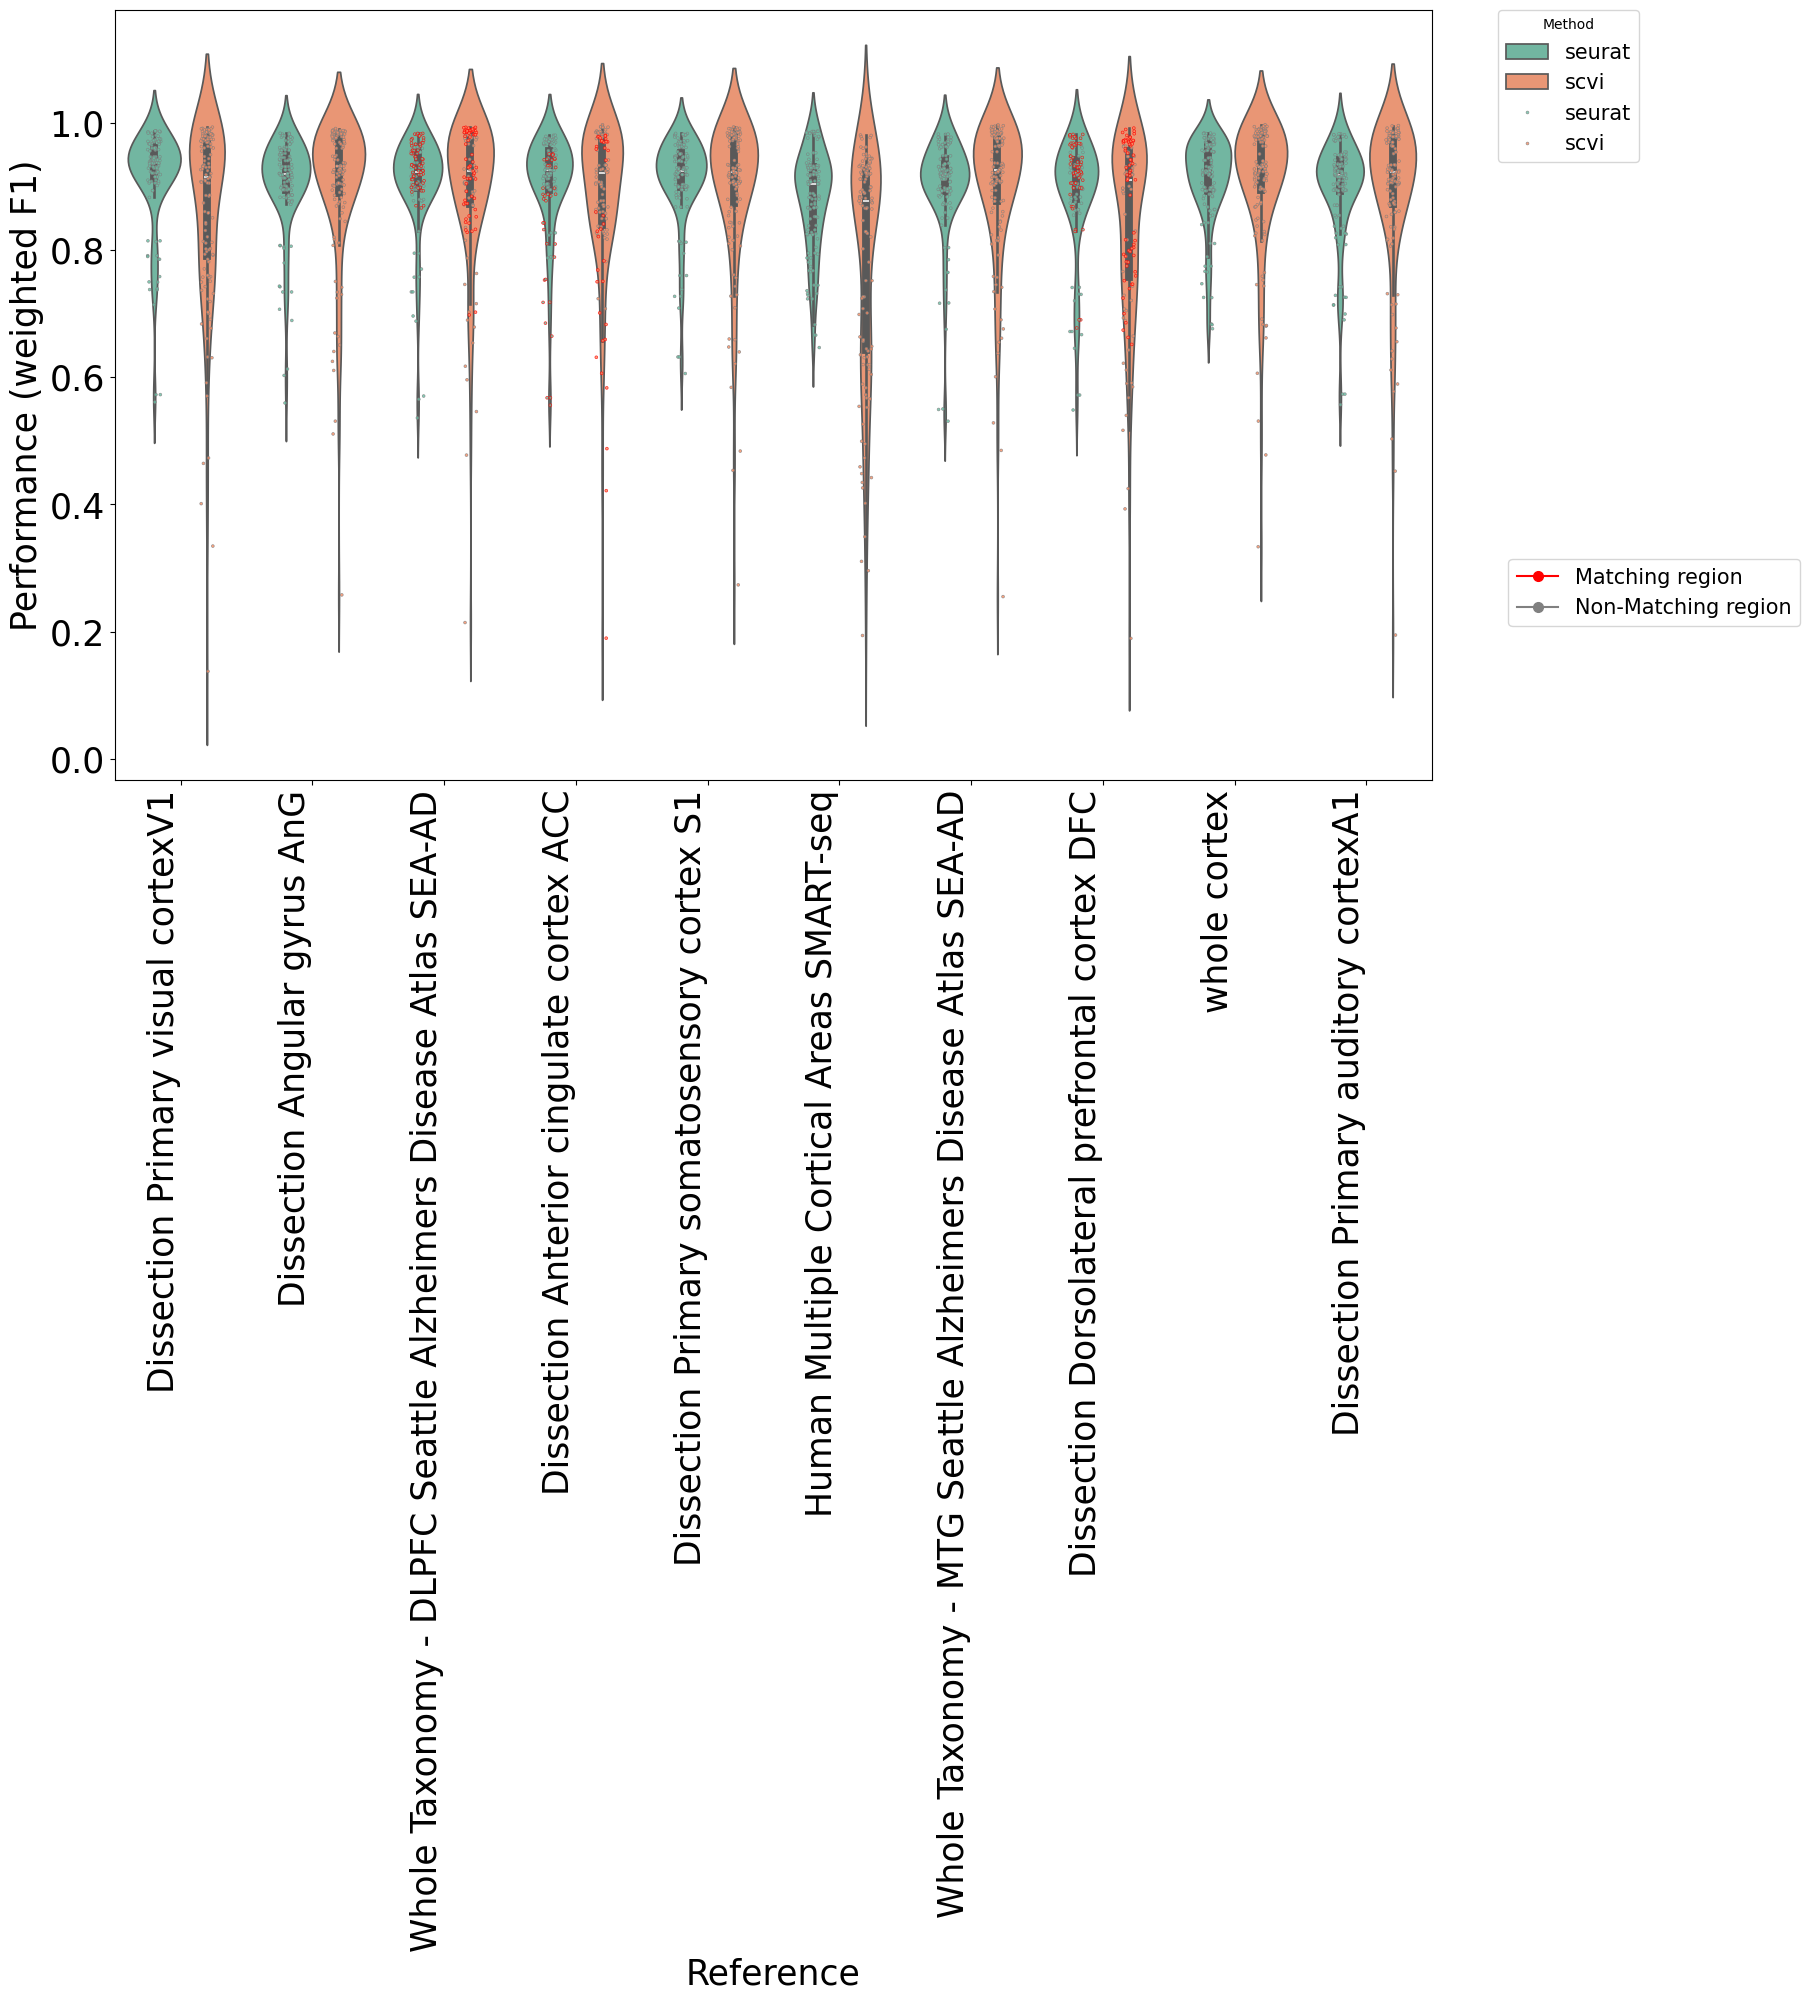 Method
seurat
scvi
seurat
scvi
Performance (weighted F1)
1.0
0.8
0.6
0.4
0.2
0.0
Matching region
Non-Matching region
Dissection Primary visual cortexV1
Dissection Angular gyrus AnG
Whole Taxonomy - DLPFC Seattle Alzheimers Disease Atlas SEA-AD
Dissection Anterior cingulate cortex ACC
Dissection Primary somatosensory cortex S1
Human Multiple Cortical Areas SMART-seq
Whole Taxonomy - MTG Seattle Alzheimers Disease Atlas SEA-AD
Dissection Dorsolateral prefrontal cortex DFC
whole cortex
Dissection Primary auditory cortexA1
Reference